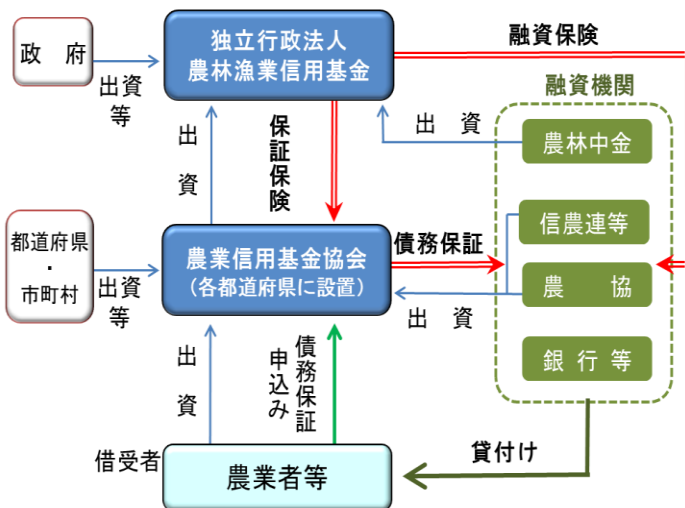 政 府
出資
等
独立行政法人
農林漁業信用基金
融資保険
融資機関
出 資
農林中金
出
資
保
証
保
険
都道府県
・
市町村
出資
等
農業信用基金協会
（各都道府県に設置）
債務保証
信農連等
農 協
出 資
銀 行 等
出
資
債務保証
申込み
貸付け
借受者
農業者等